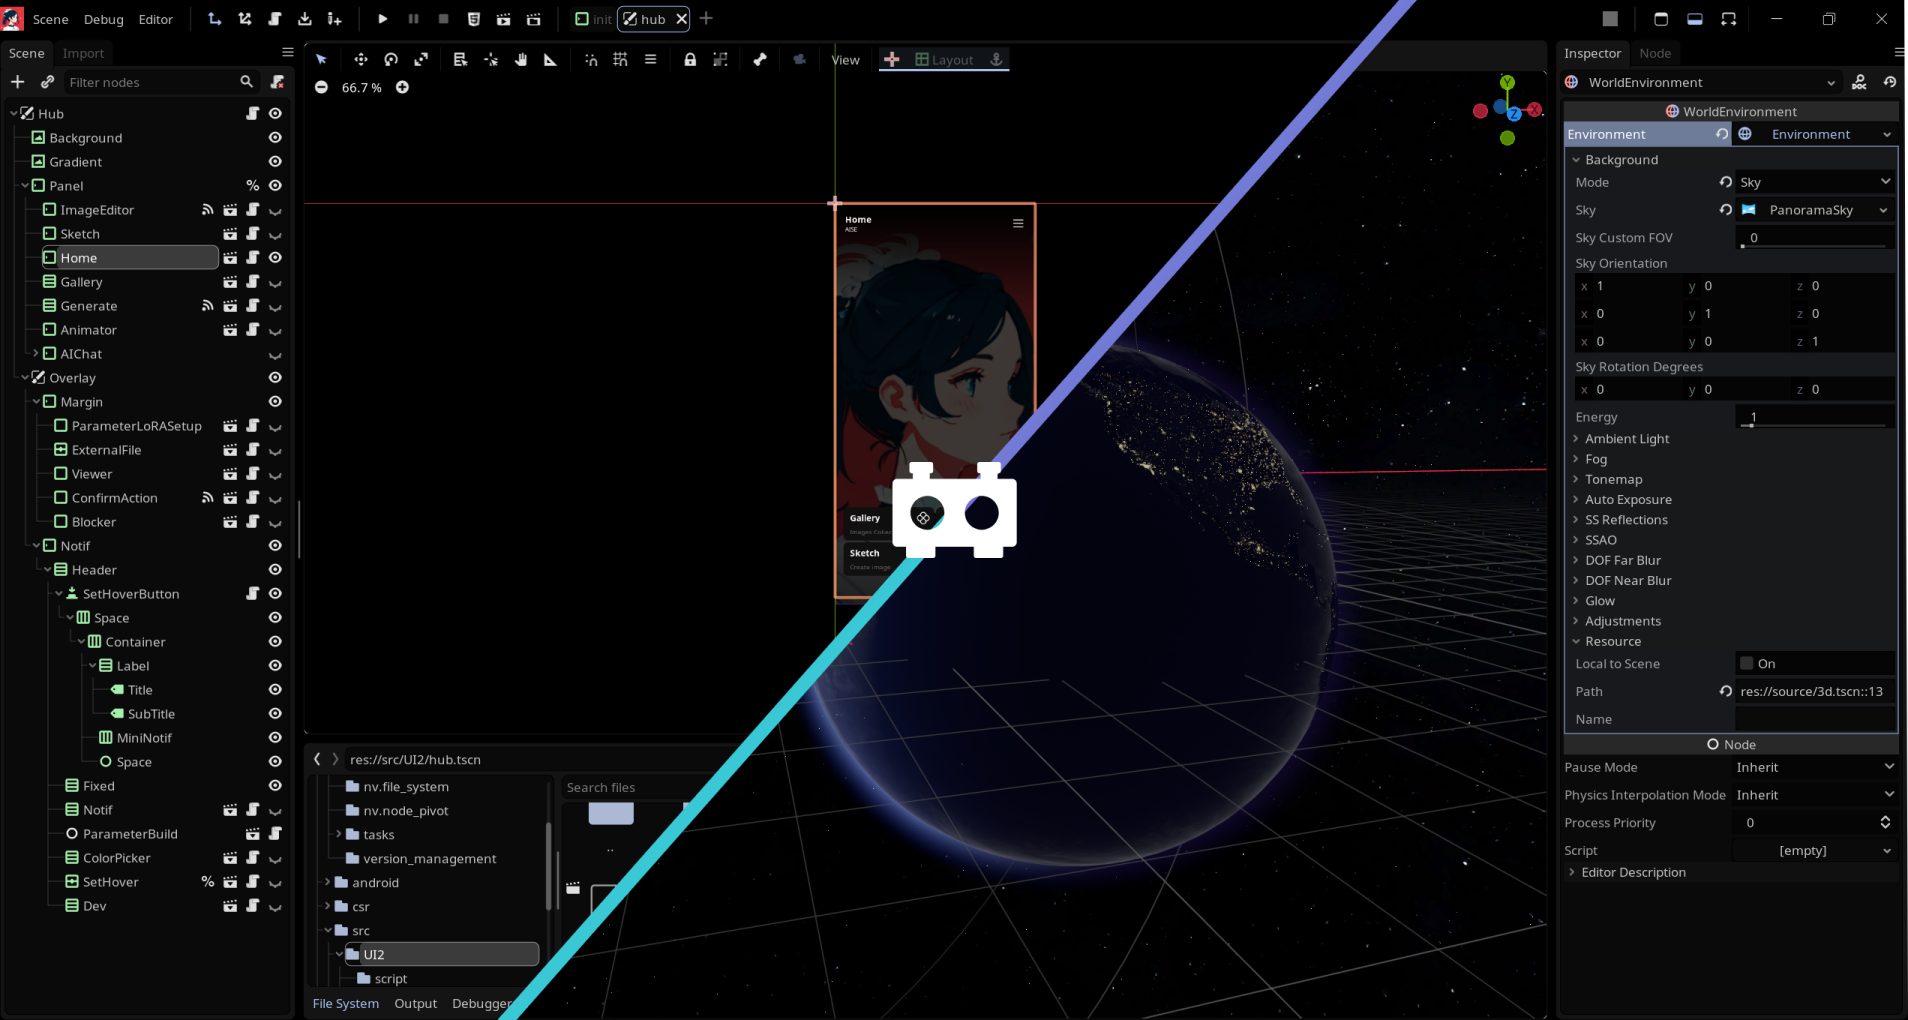 Scene Debug Editor
init
hub
Scene Import
Filter nodes
Hub
Background
Gradient
Panel
%
ImageEditor
Sketch
Home
Gallery
Generate
Animator
AIChat
Overlay
Margin
ParameterLoRASetup
ExternalFile
Viewer
ConfirmAction
Blocker
Notif
Header
SetHoverButton
Space
Container
Label
Title
SubTitle
MiniNotif
Space
Fixed
Notif
ParameterBuild
ColorPicker
SetHover
%
Dev
View
Layout
66.7 %
Home
AISE
Gallery
Sketch
Create image
Y
X
Z
res://src/UI2/hub.tscn
nv.file_system
nv.node_pivot
tasks
version_management
android
csr
src
UI2
script
Search files
..
File System Output Debugger
Inspector Node
WorldEnvironment
WorldEnvironment
Environment Environment
Background
Mode Sky
Sky PanoramaSky
Sky Custom FOV 0
Sky Orientation
x 1 y 0 z 0
x 0 y 1 z 0
x 0 y 0 z 1
Sky Rotation Degrees
x 0 y 0 z 0
Energy 1
Ambient Light
Fog
Tonemap
Auto Exposure
SS Reflections
SSAO
DOF Far Blur
DOF Near Blur
Glow
Adjustments
Resource
Local to Scene On
Path res://source/3d.tscn::13
Name
Node
Pause Mode Inherit
Physics Interpolation Mode Inherit
Process Priority 0
Script [empty]
Editor Description